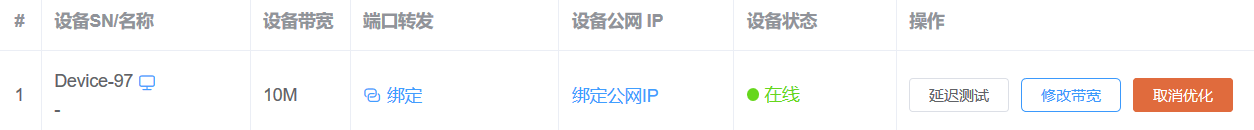 # 设备SN/名称 设备带宽 端口转发 设备公网 IP 设备状态 操作
1 Device-97 10M 绑定 绑定公网IP 在线 延迟测试 修改带宽 取消优化
-